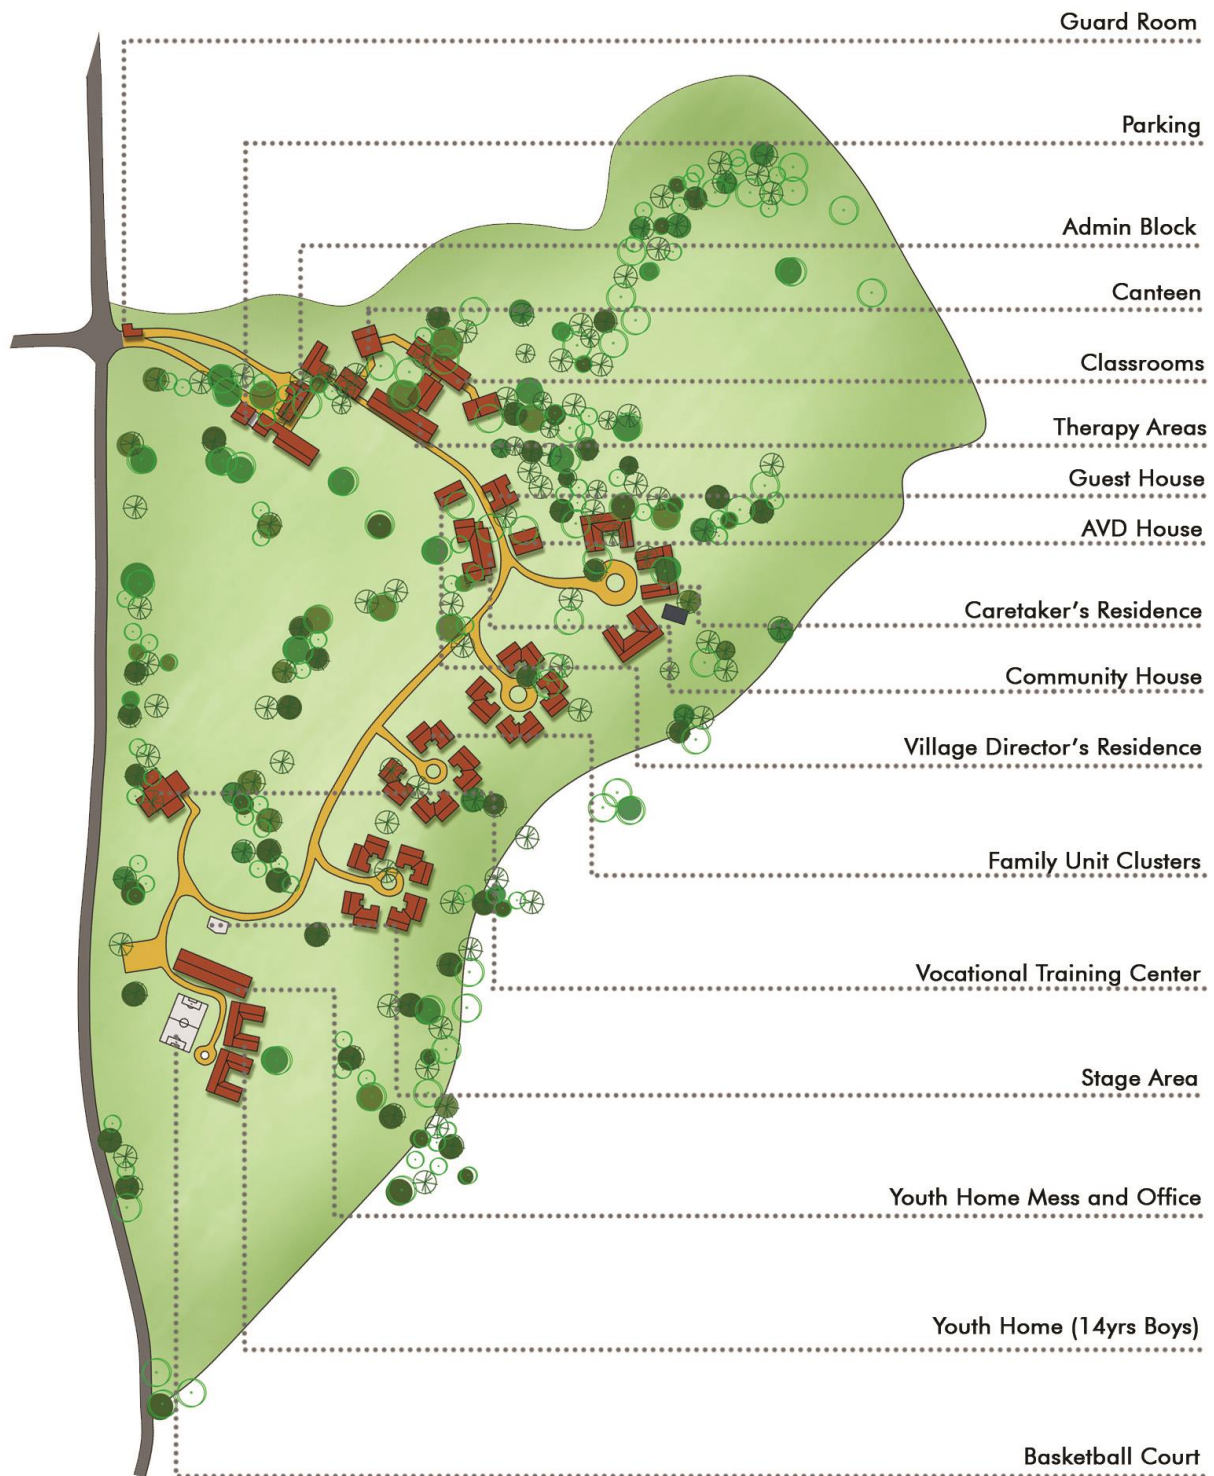 Guard Room
Parking
Admin Block
Canteen
Classrooms
Therapy Areas
Guest House
AVD House
Caretaker's Residence
Community House
Village Director's Residence
Family Unit Clusters
Vocational Training Center
Stage Area
Youth Home Mess and Office
Youth Home (14yrs Boys)
Basketball Court